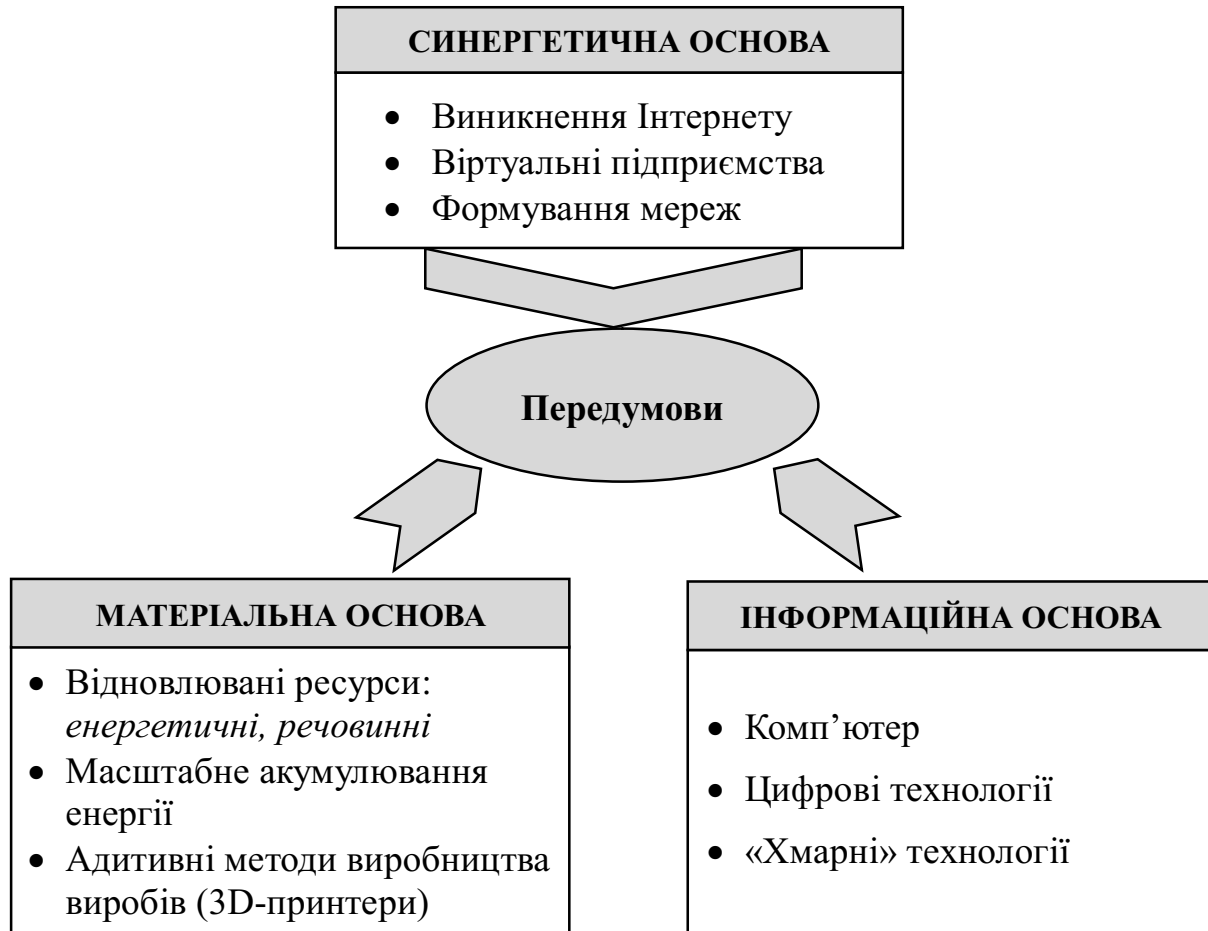 СИНЕРГЕТИЧНА ОСНОВА
• Виникнення Інтернету
• Віртуальні підприємства
• Формування мереж
Передумови
МАТЕРІАЛЬНА ОСНОВА
• Відновлювані ресурси:
енергетичні, речовинні
• Масштабне акумулювання
енергії
• Адитивні методи виробництва
виробів (3D-принтери)
ІНФОРМАЦІЙНА ОСНОВА
• Комп’ютер
• Цифрові технології
• «Хмарні» технології